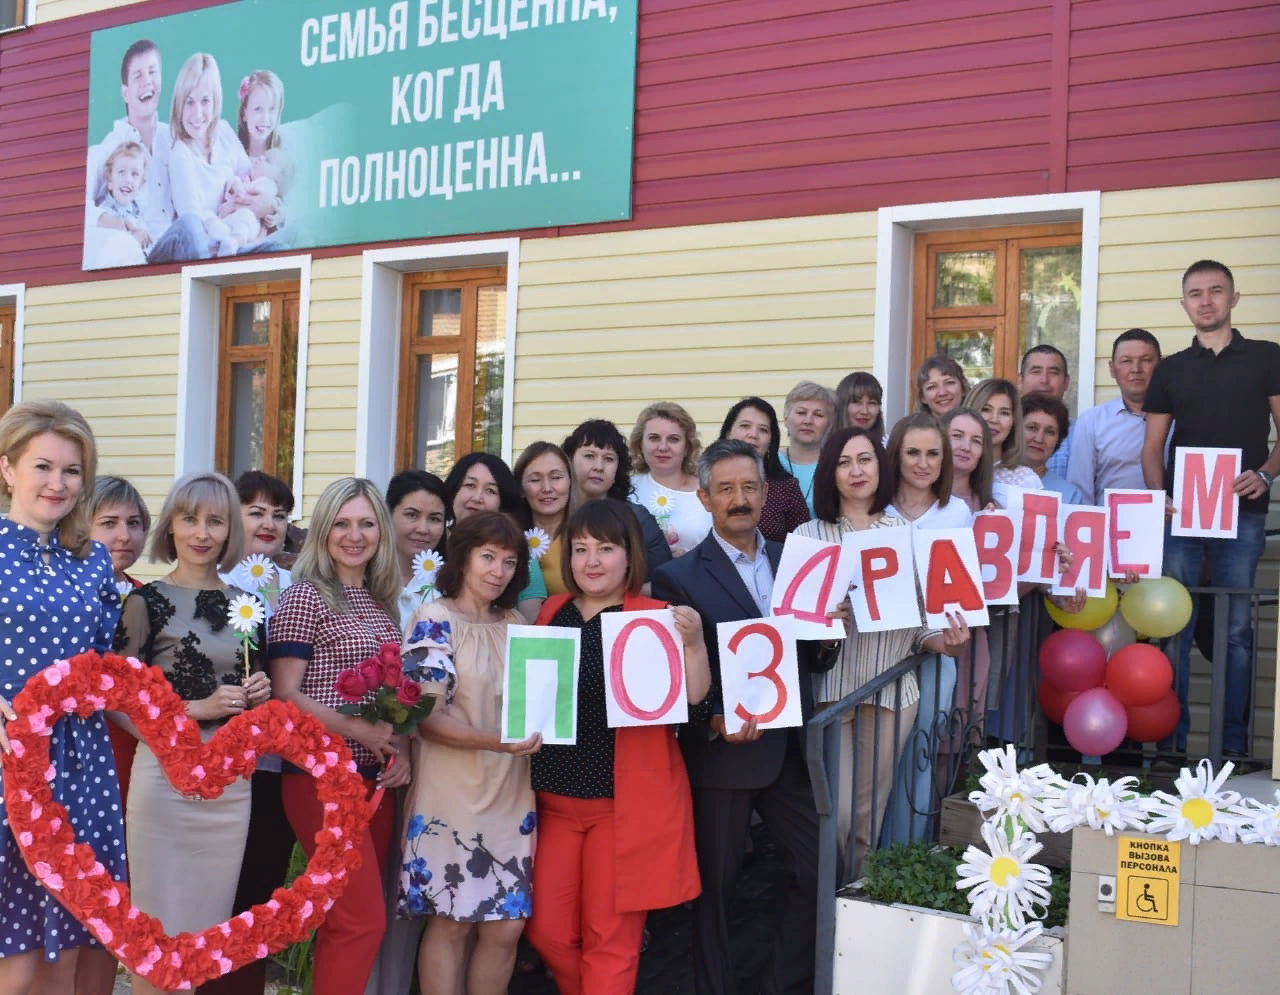 СЕМЬЯ БЕСЦЕННА,
КОГДА
ПОЛНОЦЕННА...
ПОЗДРАВЛЯЕМ
КНОПКА
ВЫЗОВА
ПЕРСОНАЛА